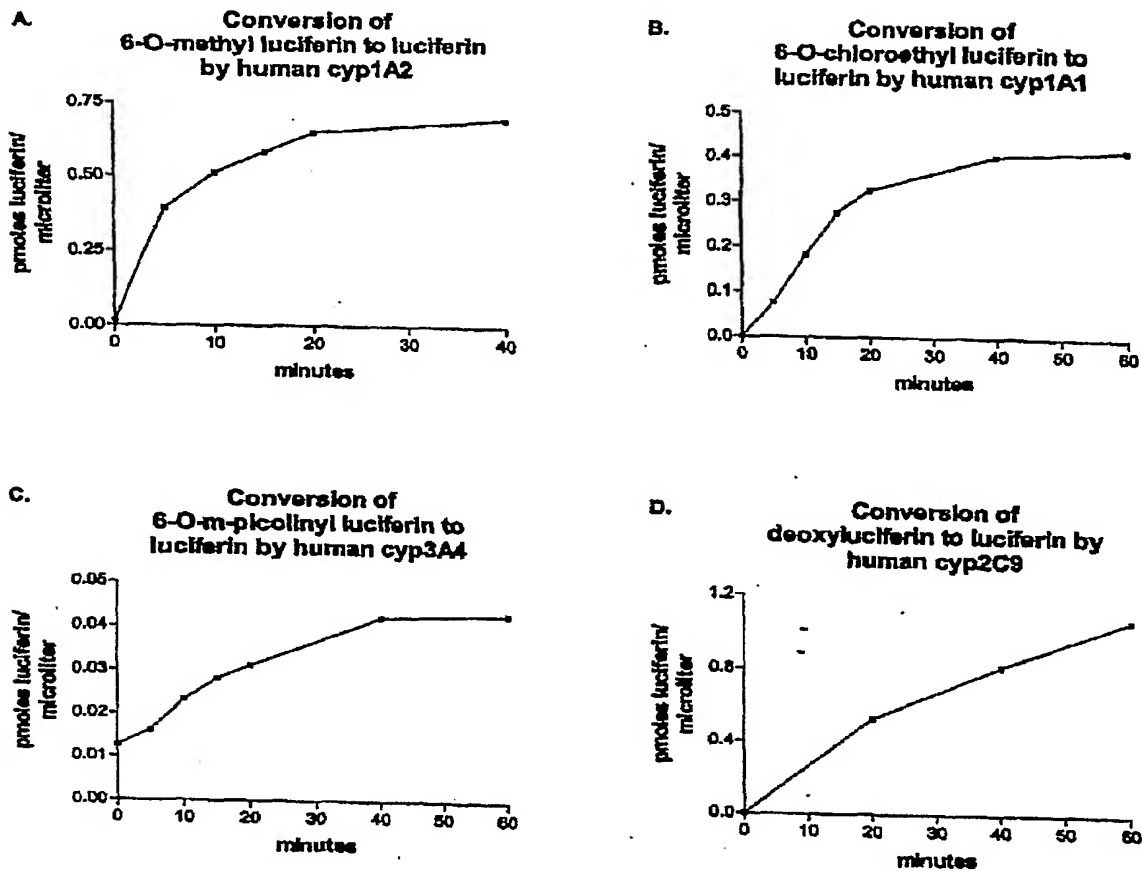 A.
Conversion of
6-O-methyl luciferin to luciferin
by human cyp1A2
pmoles luciferin/
microliter
0.75
0.50
0.25
0.00
0 10 20 30 40
minutes
B.
Conversion of
6-O-chloroethyl luciferin to
luciferin by human cyp1A1
pmoles luciferin/
microliter
0.5
0.4
0.3
0.2
0.1
0.0
0 10 20 30 40 50 60
minutes
C.
Conversion of
6-O-m-picolinyl luciferin to
luciferin by human cyp3A4
pmoles luciferin/
microliter
0.05
0.04
0.03
0.02
0.01
0.00
0 10 20 30 40 50 60
minutes
D.
Conversion of
deoxyluciferin to luciferin by
human cyp2C9
pmoles luciferin/
microliter
1.2
0.8
0.4
0.0
0 10 20 30 40 50 60
minutes